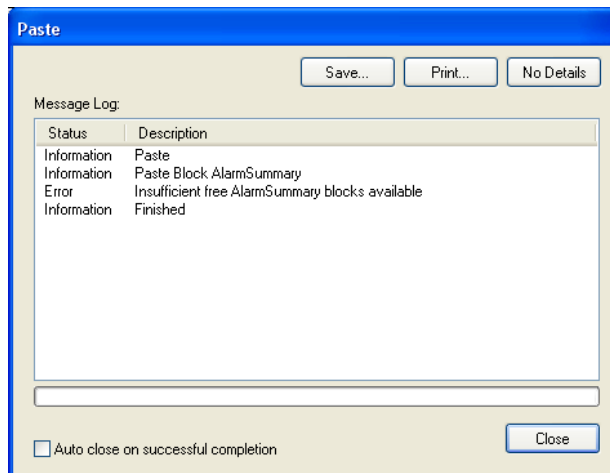 Paste
Save... Print... No Details
Message Log:
Status Description
Information Paste
Information Paste Block AlarmSummary
Error Insufficient free AlarmSummary blocks available
Information Finished
Close
Auto close on successful completion